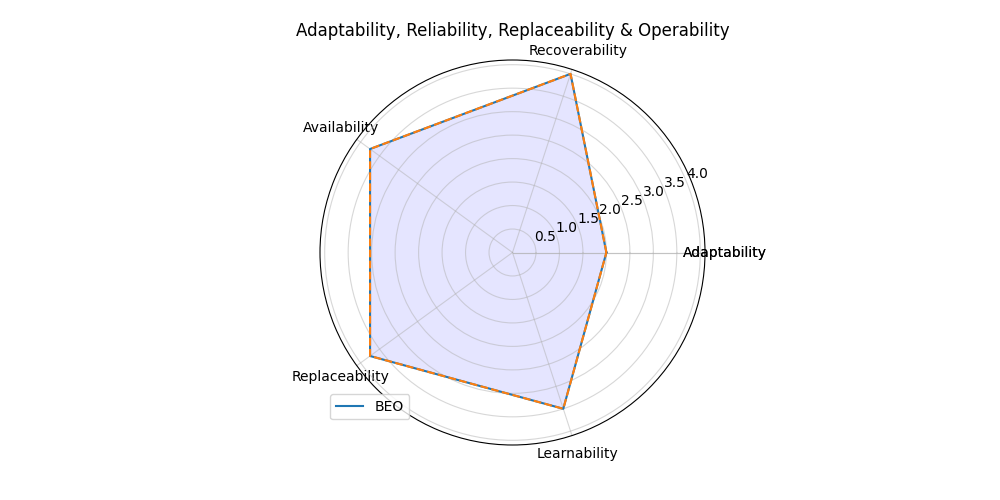 Adaptability, Reliability, Replaceability & Operability
Recoverability
Availability
4.0
3.5
3.0
2.5
2.0
1.5
1.0
0.5
Adaptability
Replaceability
BEO
Learnability